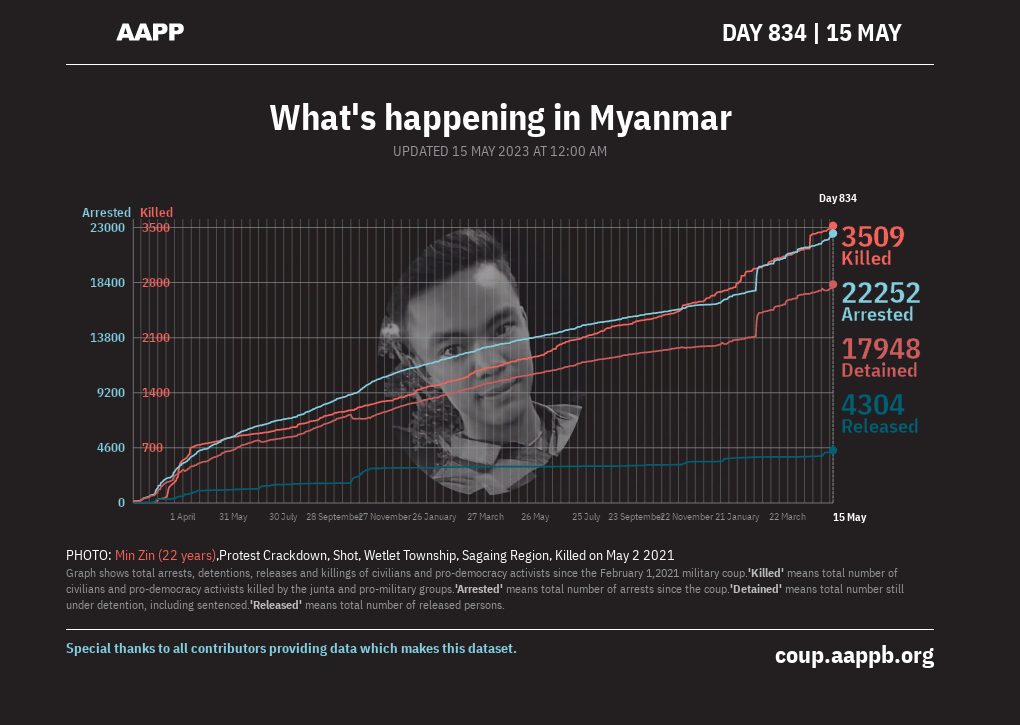 AAPP
DAY 834 | 15 MAY
What's happening in Myanmar
UPDATED 15 MAY 2023 AT 12:00 AM
Day 834
Arrested Killed
23000 3500
18400 2800
13800 2100
9200 1400
4600 700
0
3509
Killed
22252
Arrested
17948
Detained
4304
Released
1 April 31 May 30 July 28 September 27 November 26 January 27 March 26 May 25 July 23 September 22 November 21 January 22 March 15 May
PHOTO: Min Zin (22 years),Protest Crackdown, Shot, Wetlet Township, Sagaing Region, Killed on May 2 2021
Graph shows total arrests, detentions, releases and killings of civilians and pro-democracy activists since the February 1,2021 military coup.'Killed' means total number of
civilians and pro-democracy activists killed by the junta and pro-military groups.'Arrested' means total number of arrests since the coup.'Detained' means total number still
under detention, including sentenced.'Released' means total number of released persons.
Special thanks to all contributors providing data which makes this dataset.
coup.aappb.org